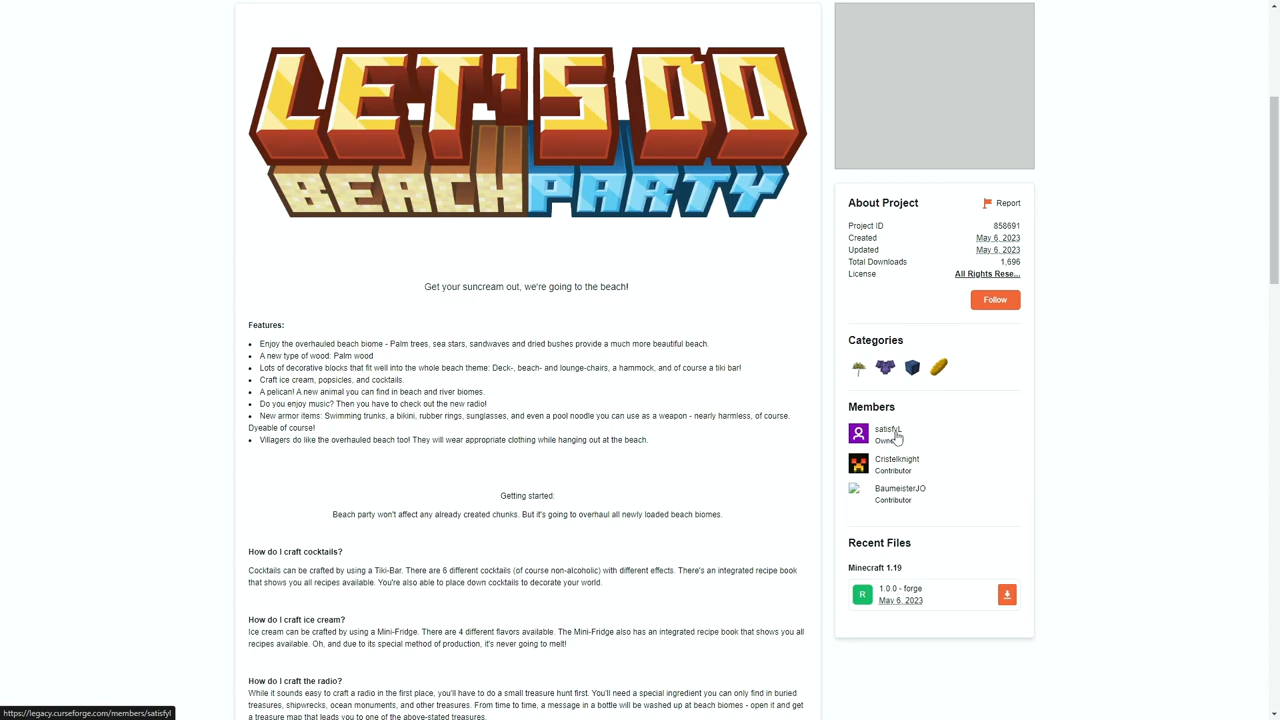 LET'S DO
BEACH PARTY
Get your suncream out, we're going to the beach!
Features:
Enjoy the overhauled beach biome - Palm trees, sea stars, sandwaves and dried bushes provide a much more beautiful beach.
A new type of wood: Palm wood
Lots of decorative blocks that fit well into the whole beach theme: Deck-, beach- and lounge-chairs, a hammock, and of course a tiki bar!
Craft ice cream, popsicles, and cocktails.
A pelican! A new animal you can find in beach and river biomes.
Do you enjoy music? Then you have to check out the new radio!
New armor items: Swimming trunks, a bikini, rubber rings, sunglasses, and even a pool noodle you can use as a weapon - nearly harmless, of course.
Dyeable of course!
Villagers do like the overhauled beach too! They will wear appropriate clothing while hanging out at the beach.
Getting started:
Beach party won't affect any already created chunks. But it's going to overhaul all newly loaded beach biomes.
How do I craft cocktails?
Cocktails can be crafted by using a Tiki-Bar. There are 6 different cocktails (of course non-alcoholic) with different effects. There's an integrated recipe book
that shows you all recipes available. You're also able to place down cocktails to decorate your world.
How do I craft ice cream?
Ice cream can be crafted by using a Mini-Fridge. There are 4 different flavors available. The Mini-Fridge also has an integrated recipe book that shows you all
recipes available. Oh, and due to its special method of production, it's never going to melt!
How do I craft the radio?
While it sounds easy to craft a radio in the first place, you'll have to do a small treasure hunt first. You'll need a special ingredient you can only find in buried
treasures, shipwrecks, ocean monuments, and other treasures. From time to time, a message in a bottle will be washed up at beach biomes - open it and get
a treasure map that leads you to one of the above-stated treasures.
About Project
Report
Project ID 858691
Created May 6, 2023
Updated May 6, 2023
Total Downloads 1,696
License All Rights Rese...
Follow
Categories
Members
satisfyL
Owner
Cristelknight
Contributor
BaumeisterJO
Contributor
Recent Files
Minecraft 1.19
R 1.0.0 - forge
May 6, 2023
https://legacy.curseforge.com/members/satisfyl